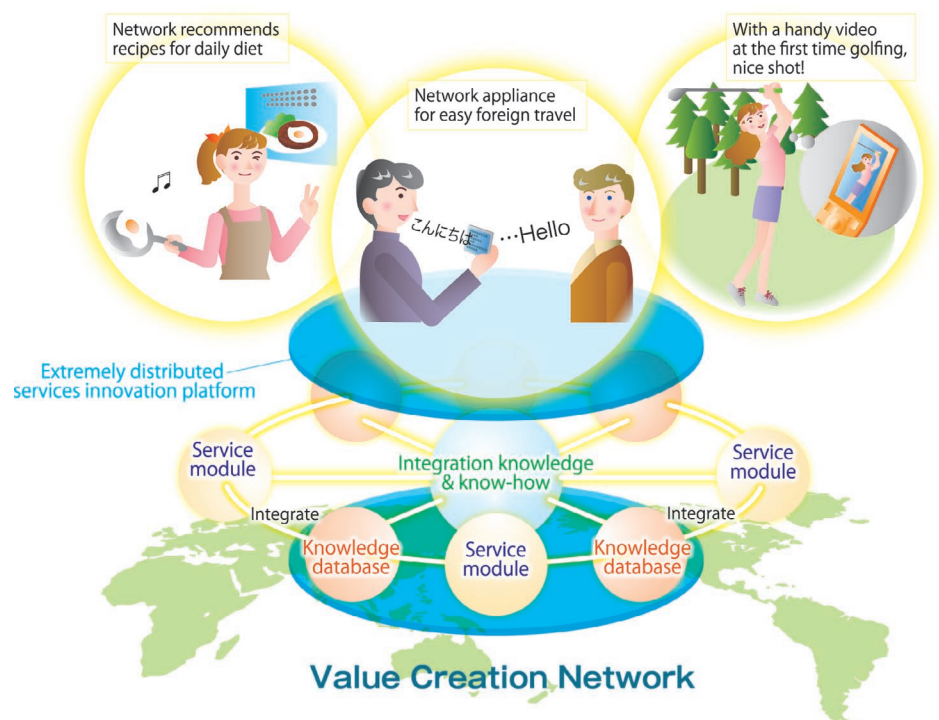 Network recommends
recipes for daily diet
Network appliance
for easy foreign travel
With a handy video
at the first time golfing,
nice shot!
こんにちは
…Hello
Extremely distributed
services innovation platform
Service
module
Integration knowledge
& know-how
Service
module
Integrate
Integrate
Knowledge
database
Service
module
Knowledge
database
Value Creation Network